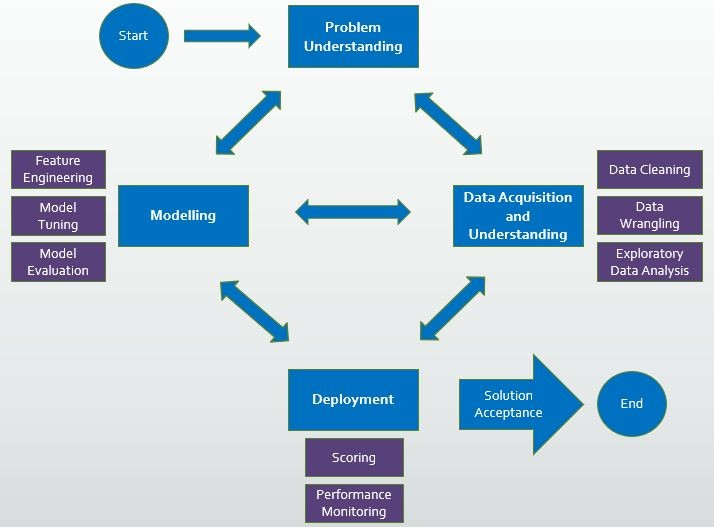 Start
Problem
Understanding
Feature
Engineering
Model
Tuning
Model
Evaluation
Modelling
Data Acquisition
and
Understanding
Data Cleaning
Data
Wrangling
Exploratory
Data Analysis
Deployment
Scoring
Performance
Monitoring
Solution
Acceptance
End